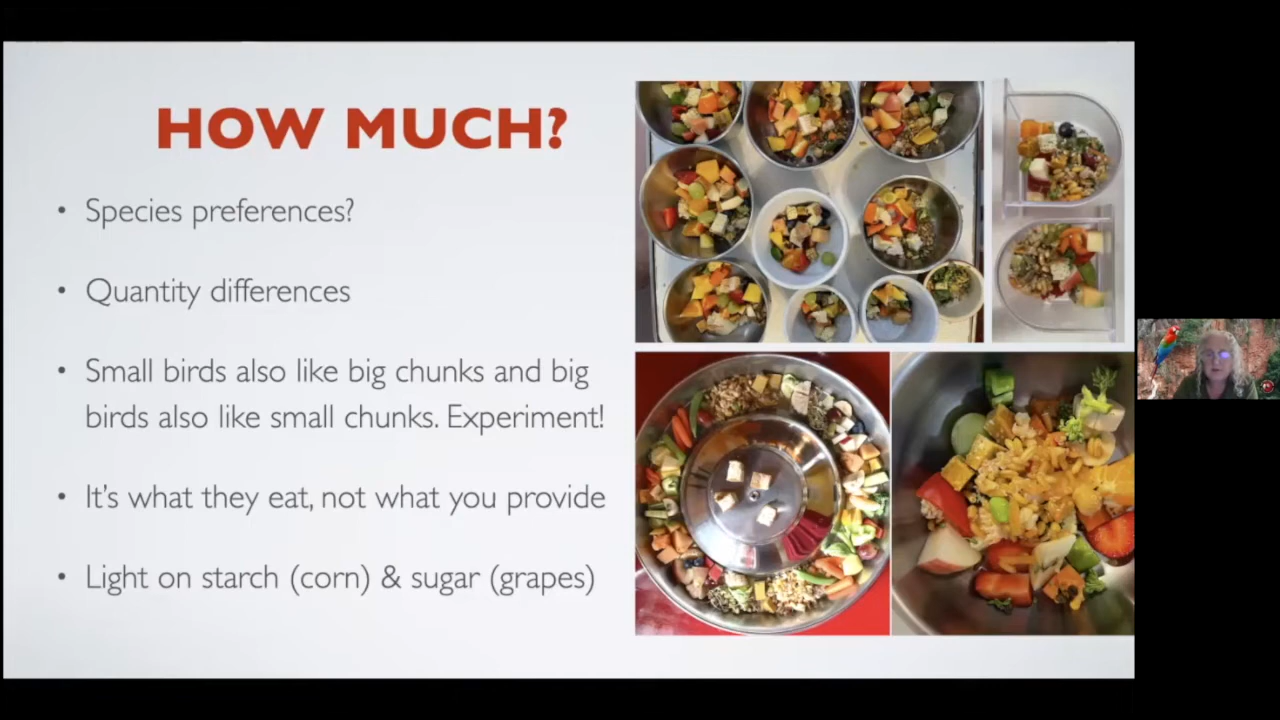 HOW MUCH?
• Species preferences?
• Quantity differences
• Small birds also like big chunks and big
birds also like small chunks. Experiment!
• It's what they eat, not what you provide
• Light on starch (corn) & sugar (grapes)